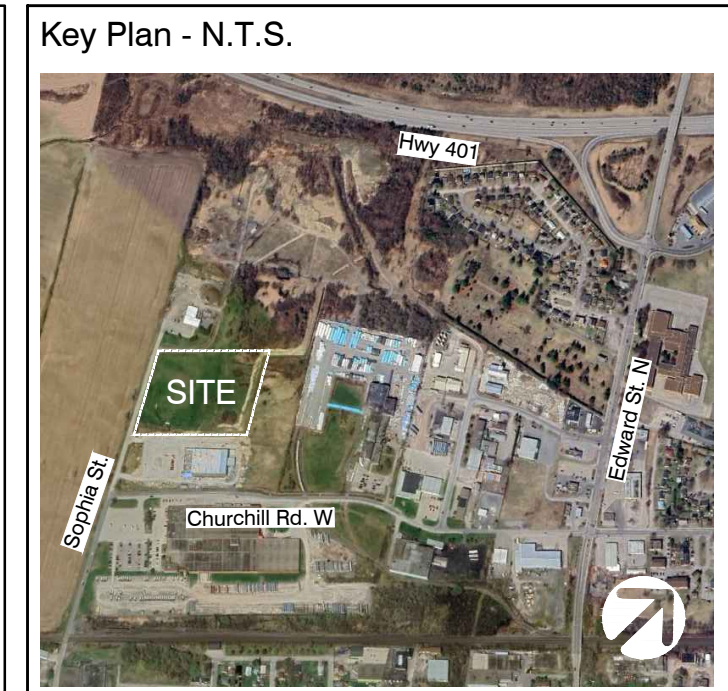 Key Plan - N.T.S.
Hwy 401
SITE
Edward St. N
Sophia St.
Churchill Rd. W